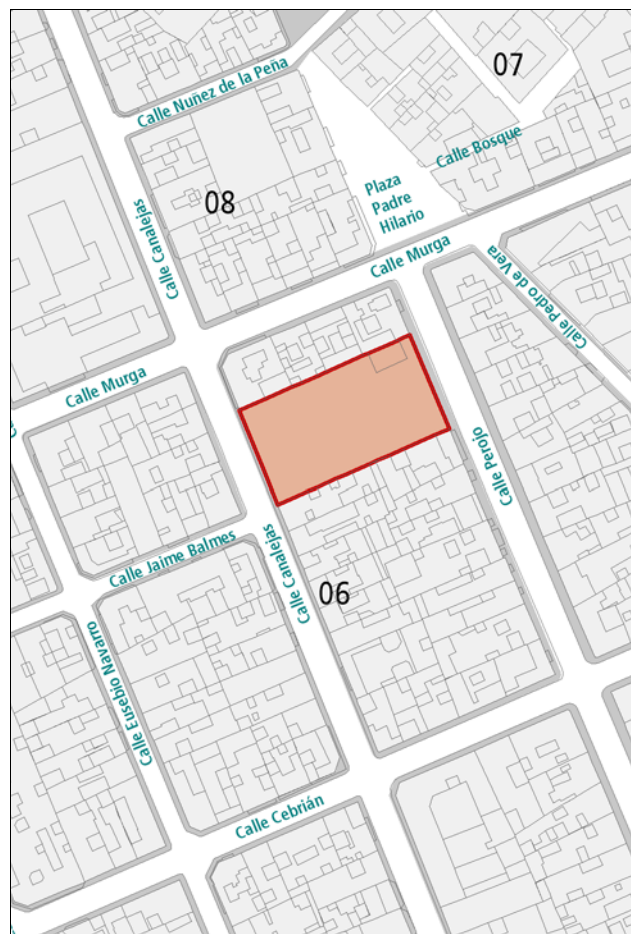 07
Calle Nuñez de la Peña
Calle Bosque
Plaza
Padre
Hilario
08
Calle Canalejas
Calle Murga
Calle Pedro de Vera
Calle Murga
Calle Perojo
Calle Jaime Balmes
Calle Canalejas
06
Calle Eusebio Navarro
Calle Cebrián